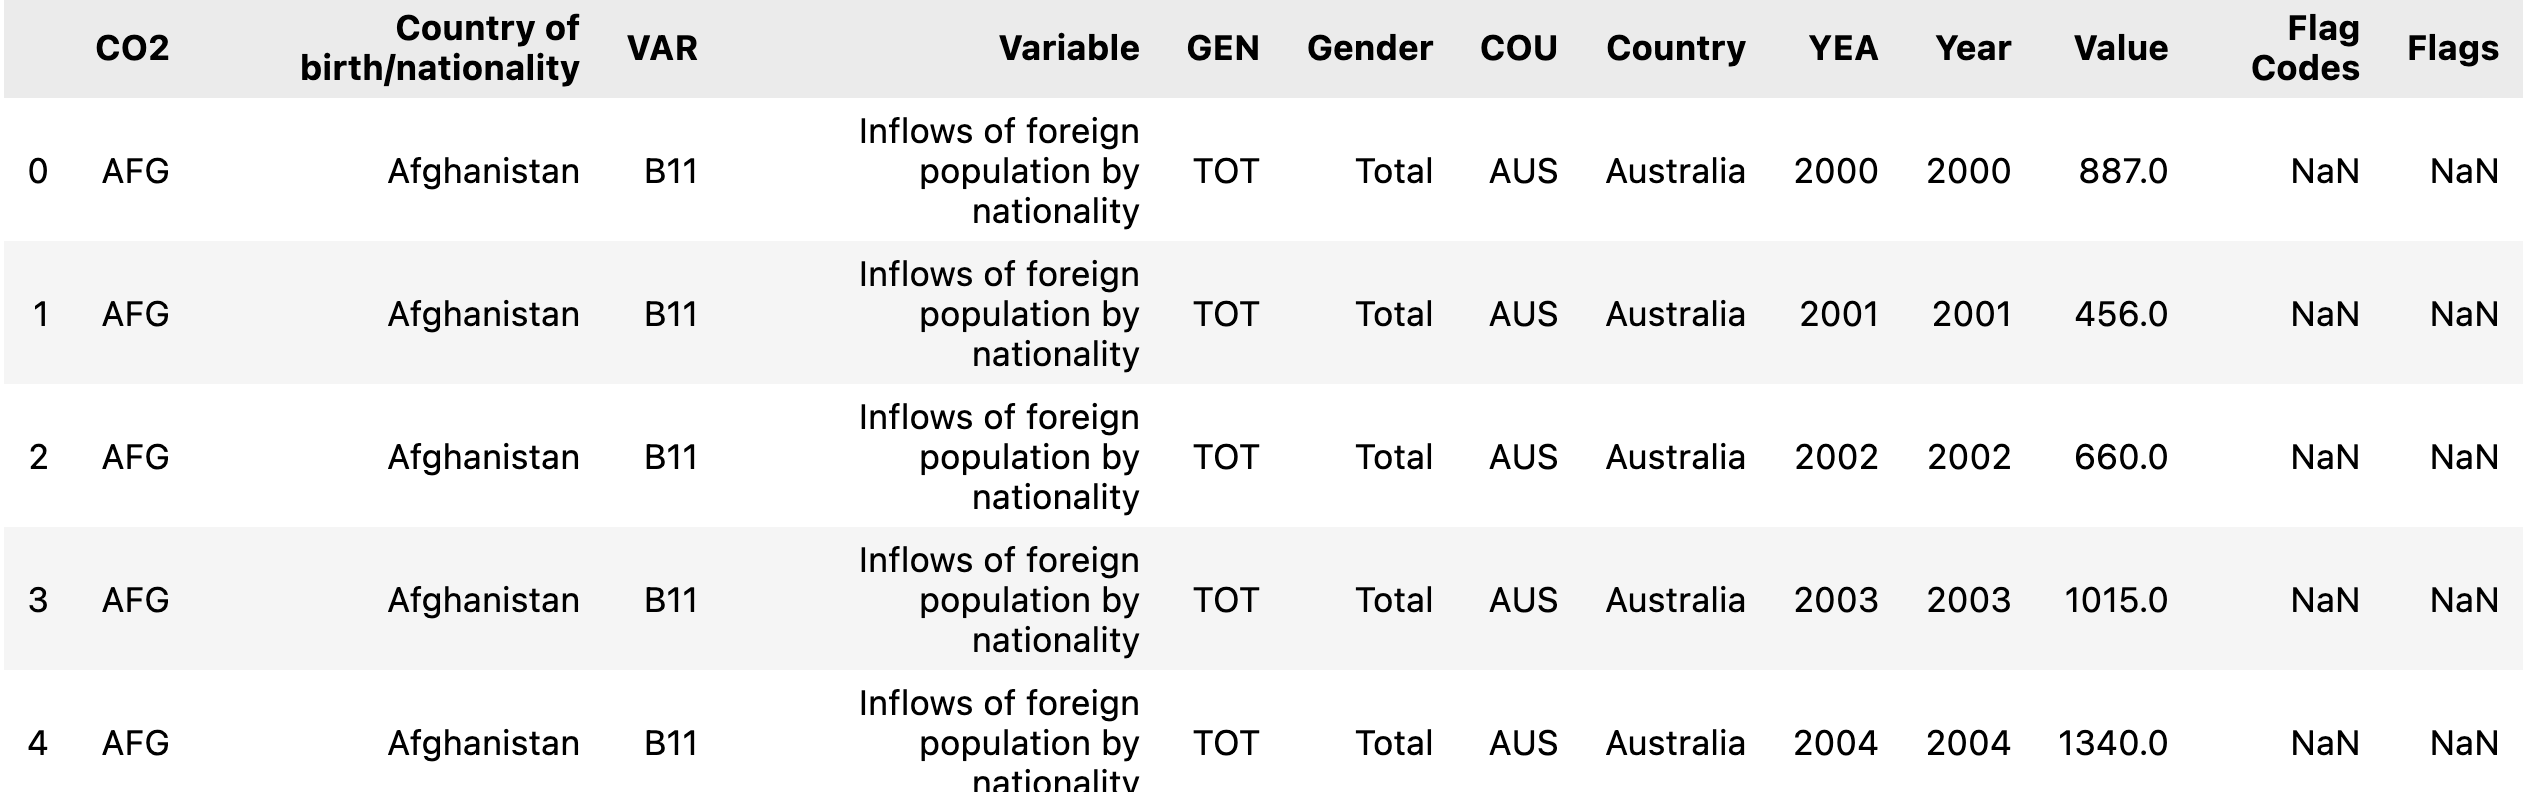 CO2 Country of birth/nationality VAR Variable GEN Gender COU Country YEA Year Value Flag Codes Flags
0 AFG Afghanistan B11 Inflows of foreign population by nationality TOT Total AUS Australia 2000 2000 887.0 NaN NaN
1 AFG Afghanistan B11 Inflows of foreign population by nationality TOT Total AUS Australia 2001 2001 456.0 NaN NaN
2 AFG Afghanistan B11 Inflows of foreign population by nationality TOT Total AUS Australia 2002 2002 660.0 NaN NaN
3 AFG Afghanistan B11 Inflows of foreign population by nationality TOT Total AUS Australia 2003 2003 1015.0 NaN NaN
4 AFG Afghanistan B11 Inflows of foreign population by nationality TOT Total AUS Australia 2004 2004 1340.0 NaN NaN